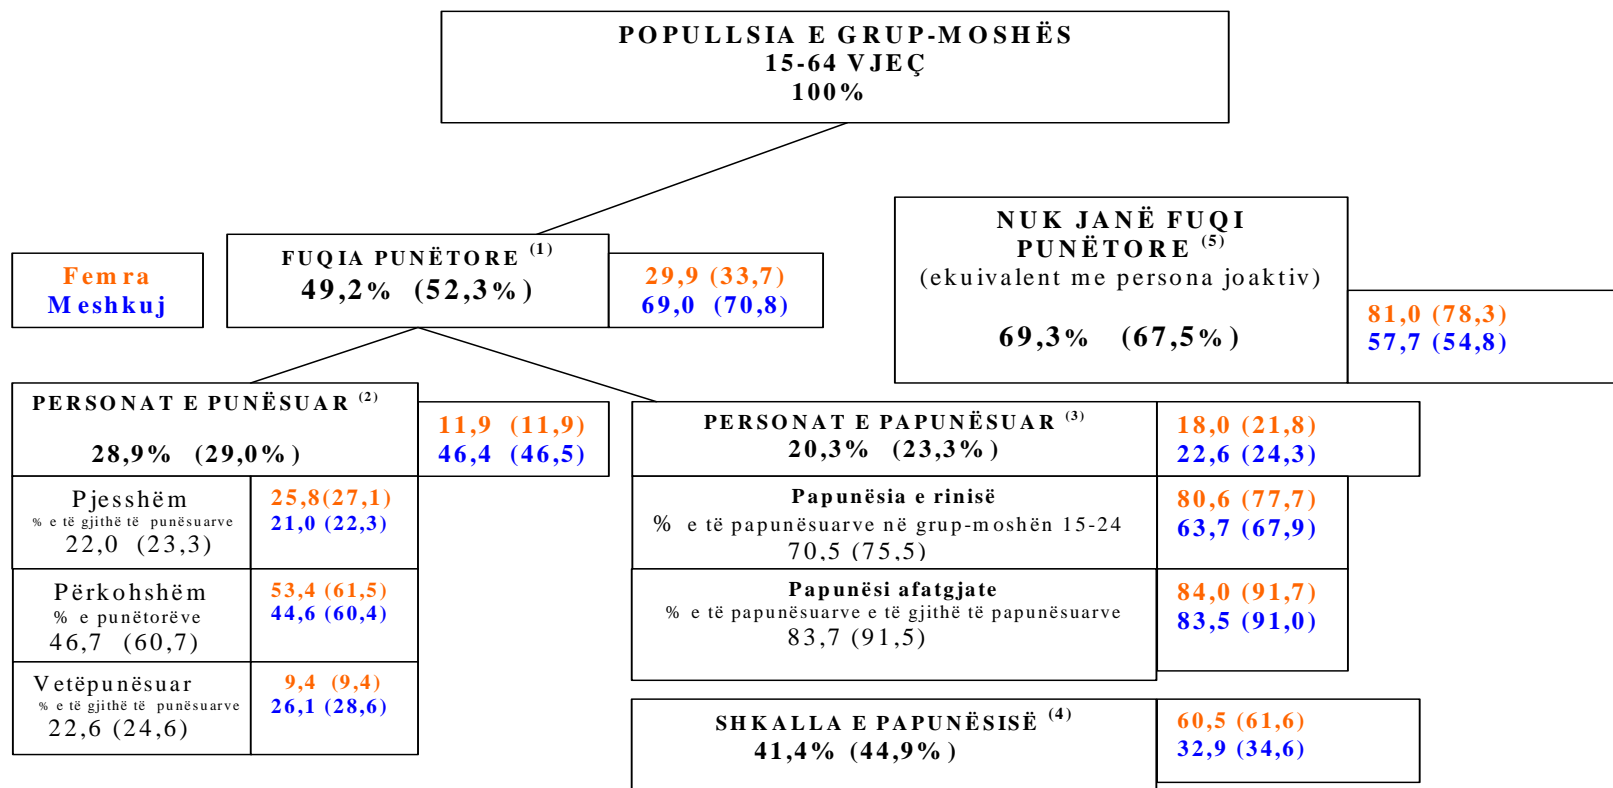 POPULLSIA E GRUP-MOSHËS
15-64 VJEÇ
100%
NUK JANË FUQI
PUNËTORE (5)
(ekuivalent me persona joaktiv)
69,3% (67,5%)
81,0 (78,3)
57,7 (54,8)
Femra
Meshkuj
FUQIA PUNËTORE (1)
49,2% (52,3%)
29,9 (33,7)
69,0 (70,8)
PERSONAT E PUNËSUAR (2)
28,9% (29,0%)
11,9 (11,9)
46,4 (46,5)
Pjesshëm
% e të gjithë të punësuarve
22,0 (23,3)
25,8(27,1)
21,0 (22,3)
Përkohshëm
% e punëtorëve
46,7 (60,7)
53,4 (61,5)
44,6 (60,4)
Vetëpunësuar
% e të gjithë të punësuarve
22,6 (24,6)
9,4 (9,4)
26,1 (28,6)
PERSONAT E PAPUNËSUAR (3)
20,3% (23,3%)
18,0 (21,8)
22,6 (24,3)
Papunësia e rinisë
% e të papunësuarve në grup-moshën 15-24
70,5 (75,5)
80,6 (77,7)
63,7 (67,9)
Papunësi afatgjate
% e të papunësuarve e të gjithë të papunësuarve
83,7 (91,5)
84,0 (91,7)
83,5 (91,0)
SHKALLA E PAPUNËSISË (4)
41,4% (44,9%)
60,5 (61,6)
32,9 (34,6)